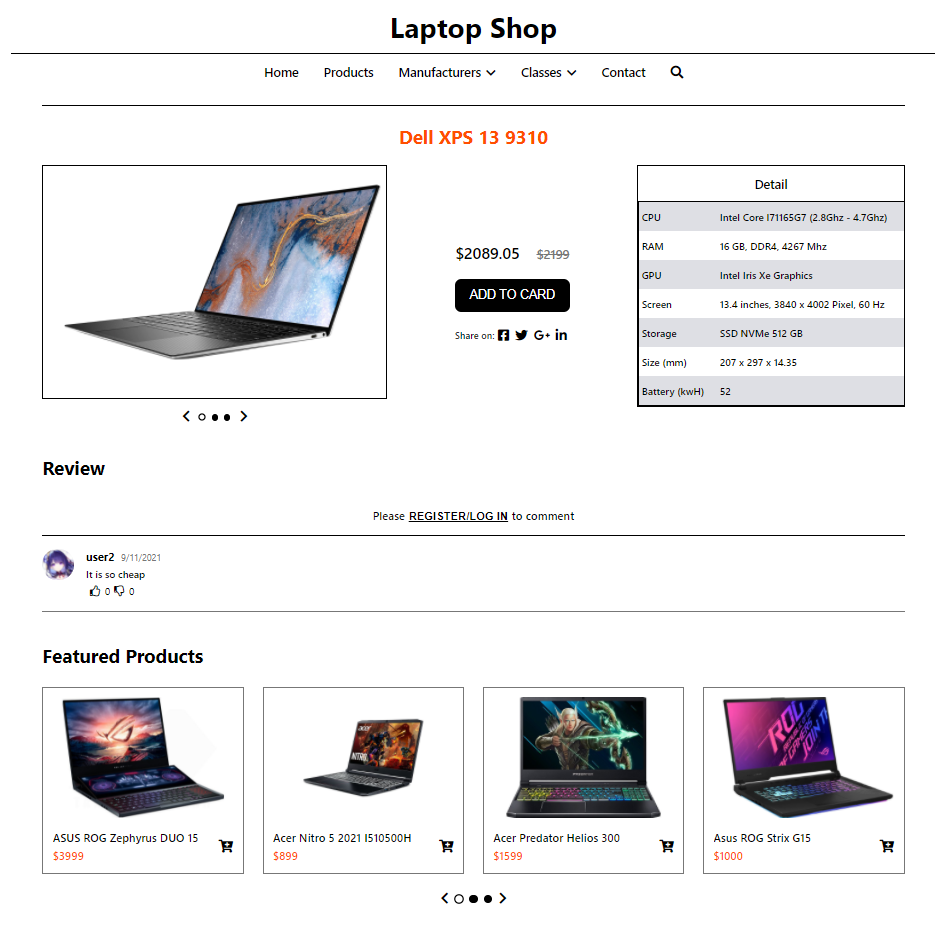 Laptop Shop
Home Products Manufacturers Classes Contact
Dell XPS 13 9310
$2089.05 $2199
ADD TO CARD
Share on:
Detail
CPU Intel Core I71165G7 (2.8Ghz - 4.7Ghz)
RAM 16 GB, DDR4, 4267 Mhz
GPU Intel Iris Xe Graphics
Screen 13.4 inches, 3840 x 4002 Pixel, 60 Hz
Storage SSD NVMe 512 GB
Size (mm) 207 x 297 x 14.35
Battery (kwH) 52
Review
Please REGISTER/LOG IN to comment
user2 9/11/2021
It is so cheap
0 0
Featured Products
ASUS ROG Zephyrus DUO 15
$3999
NITRO
Acer Nitro 5 2021 I510500H
$899
PREDATOR
Acer Predator Helios 300
$1599
ROG
JOIN
Asus ROG Strix G15
$1000